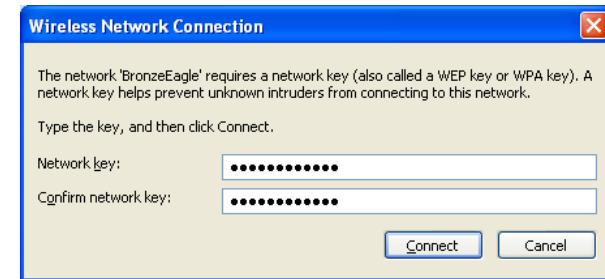 Wireless Network Connection
The network 'BronzeEagle' requires a network key (also called a WEP key or WPA key). A
network key helps prevent unknown intruders from connecting to this network.
Type the key, and then click Connect.
Network key: ●●●●●●●●●●●●
Confirm network key: ●●●●●●●●●●●●
Connect Cancel